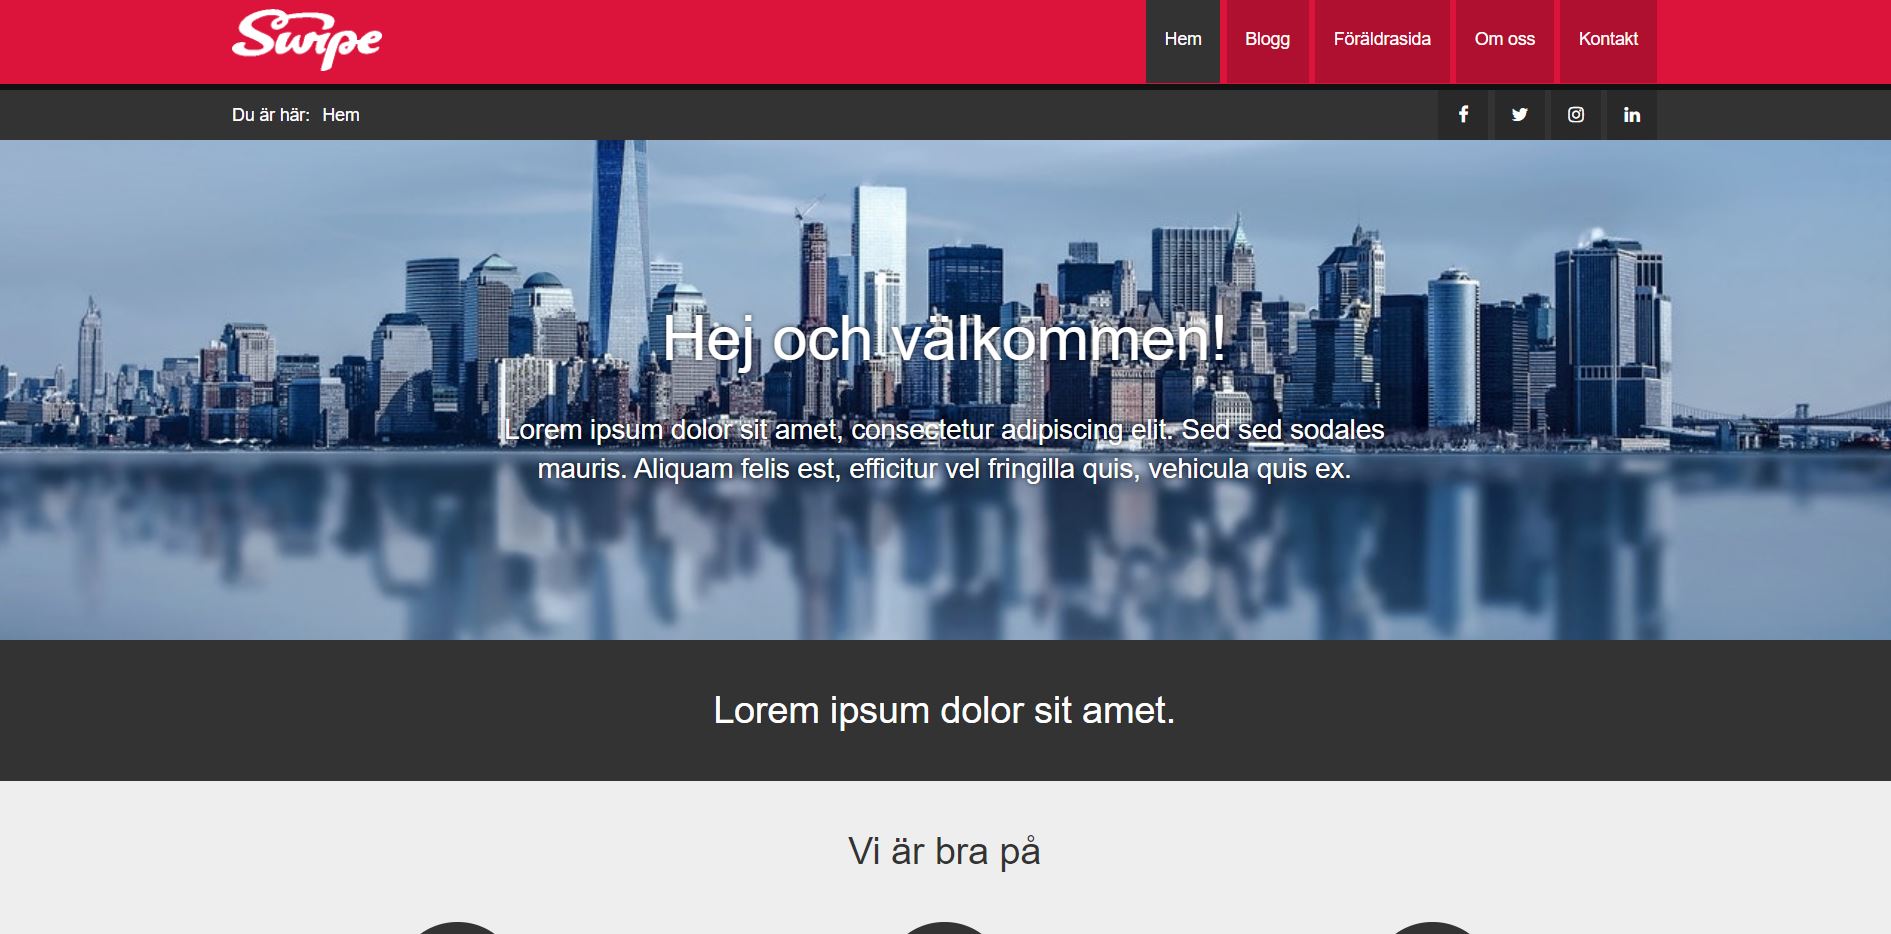 Swipe
Hem
Blogg
Föräldrasida
Om oss
Kontakt
Du är här: Hem
Hej och välkommen!
Lorem ipsum dolor sit amet, consectetur adipiscing elit. Sed sed sodales
mauris. Aliquam felis est, efficitur vel fringilla quis, vehicula quis ex.
Lorem ipsum dolor sit amet.
Vi är bra på